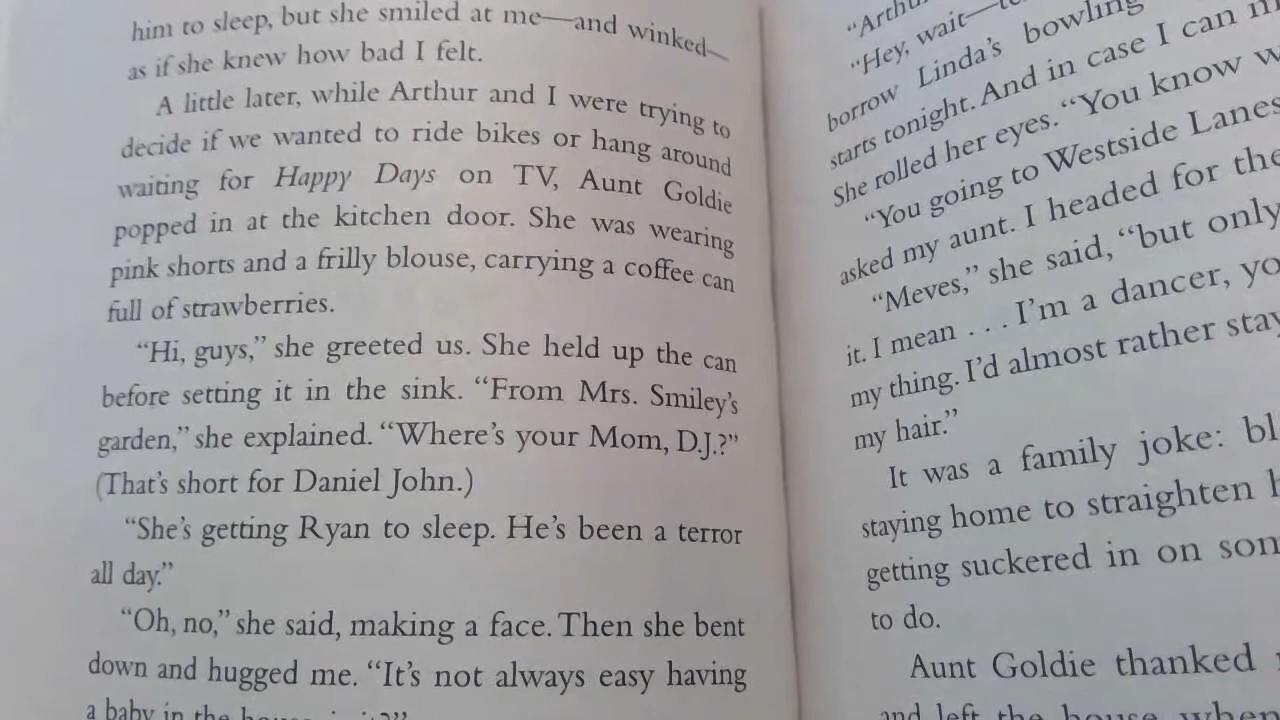 him to sleep, but she smiled at me—and winked—
as if she knew how bad I felt.
A little later, while Arthur and I were trying to
decide if we wanted to ride bikes or hang around
waiting for Happy Days on TV, Aunt Goldie
popped in at the kitchen door. She was wearing
pink shorts and a frilly blouse, carrying a coffee can
full of strawberries.
“Hi, guys,” she greeted us. She held up the can
before setting it in the sink. “From Mrs. Smiley’s
garden,” she explained. “Where’s your Mom, D.J.?”
(That’s short for Daniel John.)
“She’s getting Ryan to sleep. He’s been a terror
all day.”
“Oh, no,” she said, making a face. Then she bent
down and hugged me. “It’s not always easy having
a baby in the
“Hey, wait—
borrow Linda’s bowling
starts tonight. And in case I can
She rolled her eyes. “You know
“You going to Westside Lanes
asked my aunt. I headed for the
“Meves,” she said, “but only
it. I mean . . . I’m a dancer,
my thing. I’d almost rather
my hair.”
It was a family joke:
staying home to straighten
getting suckered in on
to do.
Aunt Goldie thanked
and left the house when